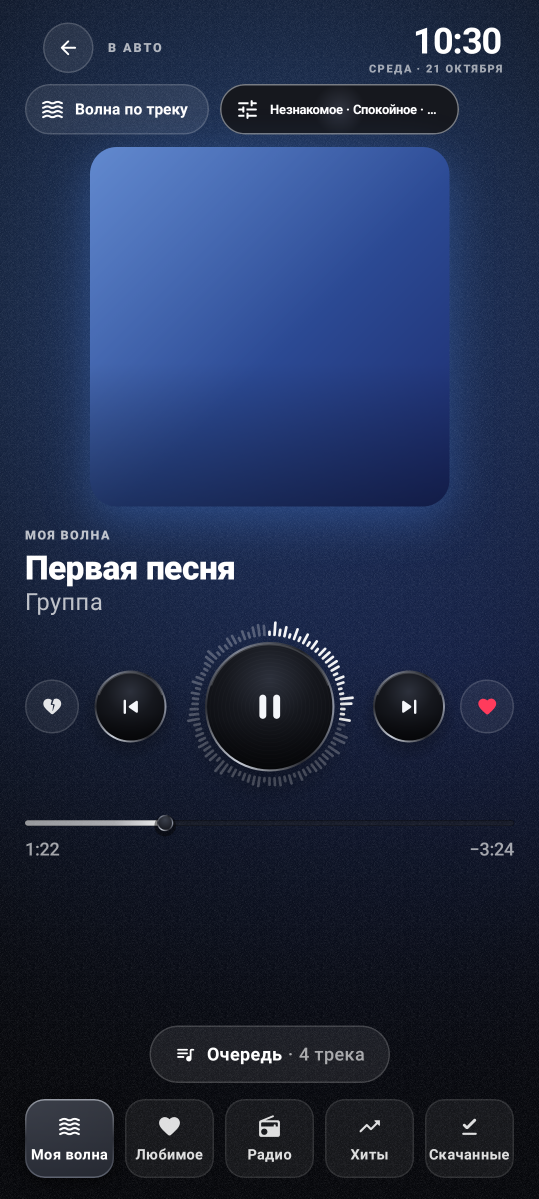 В АВТО
10:30
СРЕДА · 21 ОКТЯБРЯ
Волна по треку
Незнакомое · Спокойное · ...
МОЯ ВОЛНА
Первая песня
Группа
1:22
−3:24
Очередь · 4 трека
Моя волна
Любимое
Радио
Хиты
Скачанные